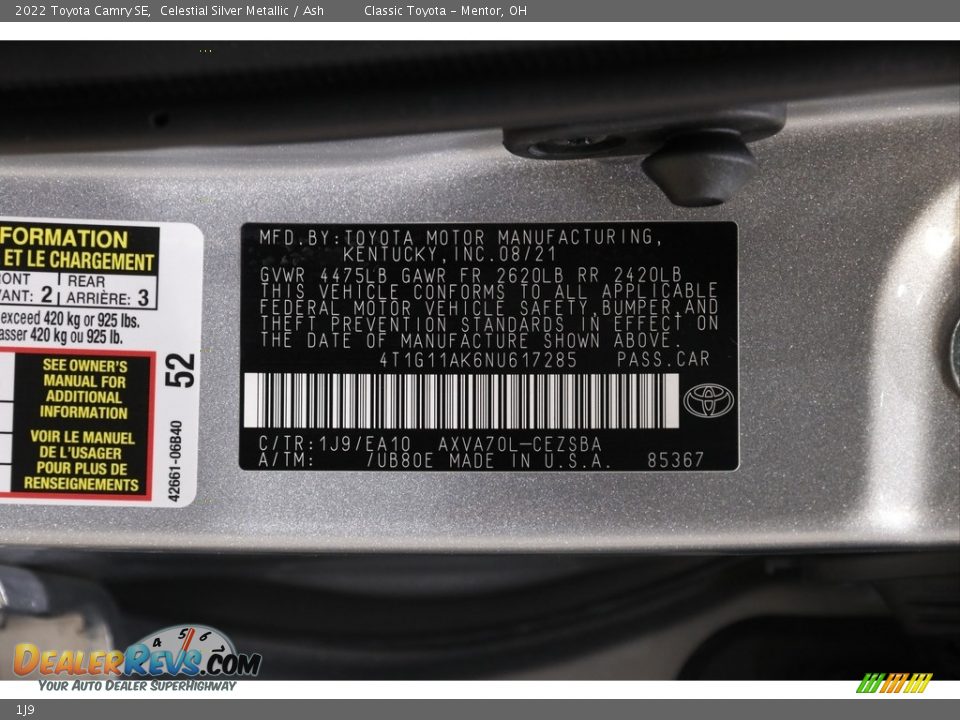 2022 Toyota Camry SE, Celestial Silver Metallic / Ash Classic Toyota - Mentor, OH
FORMATION
ET LE CHARGEMENT
REAR
2 ARRIÈRE: 3
exceed 420 kg or 925 lbs.
420 kg ou 925 lb.
SEE OWNER'S
MANUAL FOR
ADDITIONAL
INFORMATION
VOIR LE MANUEL
DE L'USAGER
POUR PLUS DE
RENSEIGNEMENTS
52
42661-06B40
MFD.BY:TOYOTA MOTOR MANUFACTURING,
KENTUCKY,INC.08/21
GVWR 4475LB GAWR FR 2620LB RR 2420LB
THIS VEHICLE CONFORMS TO ALL APPLICABLE
FEDERAL MOTOR VEHICLE SAFETY,BUMPER,AND
THEFT PREVENTION STANDARDS IN EFFECT ON
THE DATE OF MANUFACTURE SHOWN ABOVE.
4T1G11AK6NU617285 PASS.CAR
C/TR:1J9/EA10 AXVA70L-CEZSBA
A/TM: /UB80E MADE IN U.S.A. 85367
4 5 6
DEALERREVS.COM
YOUR AUTO DEALER SUPERHIGHWAY
1J9